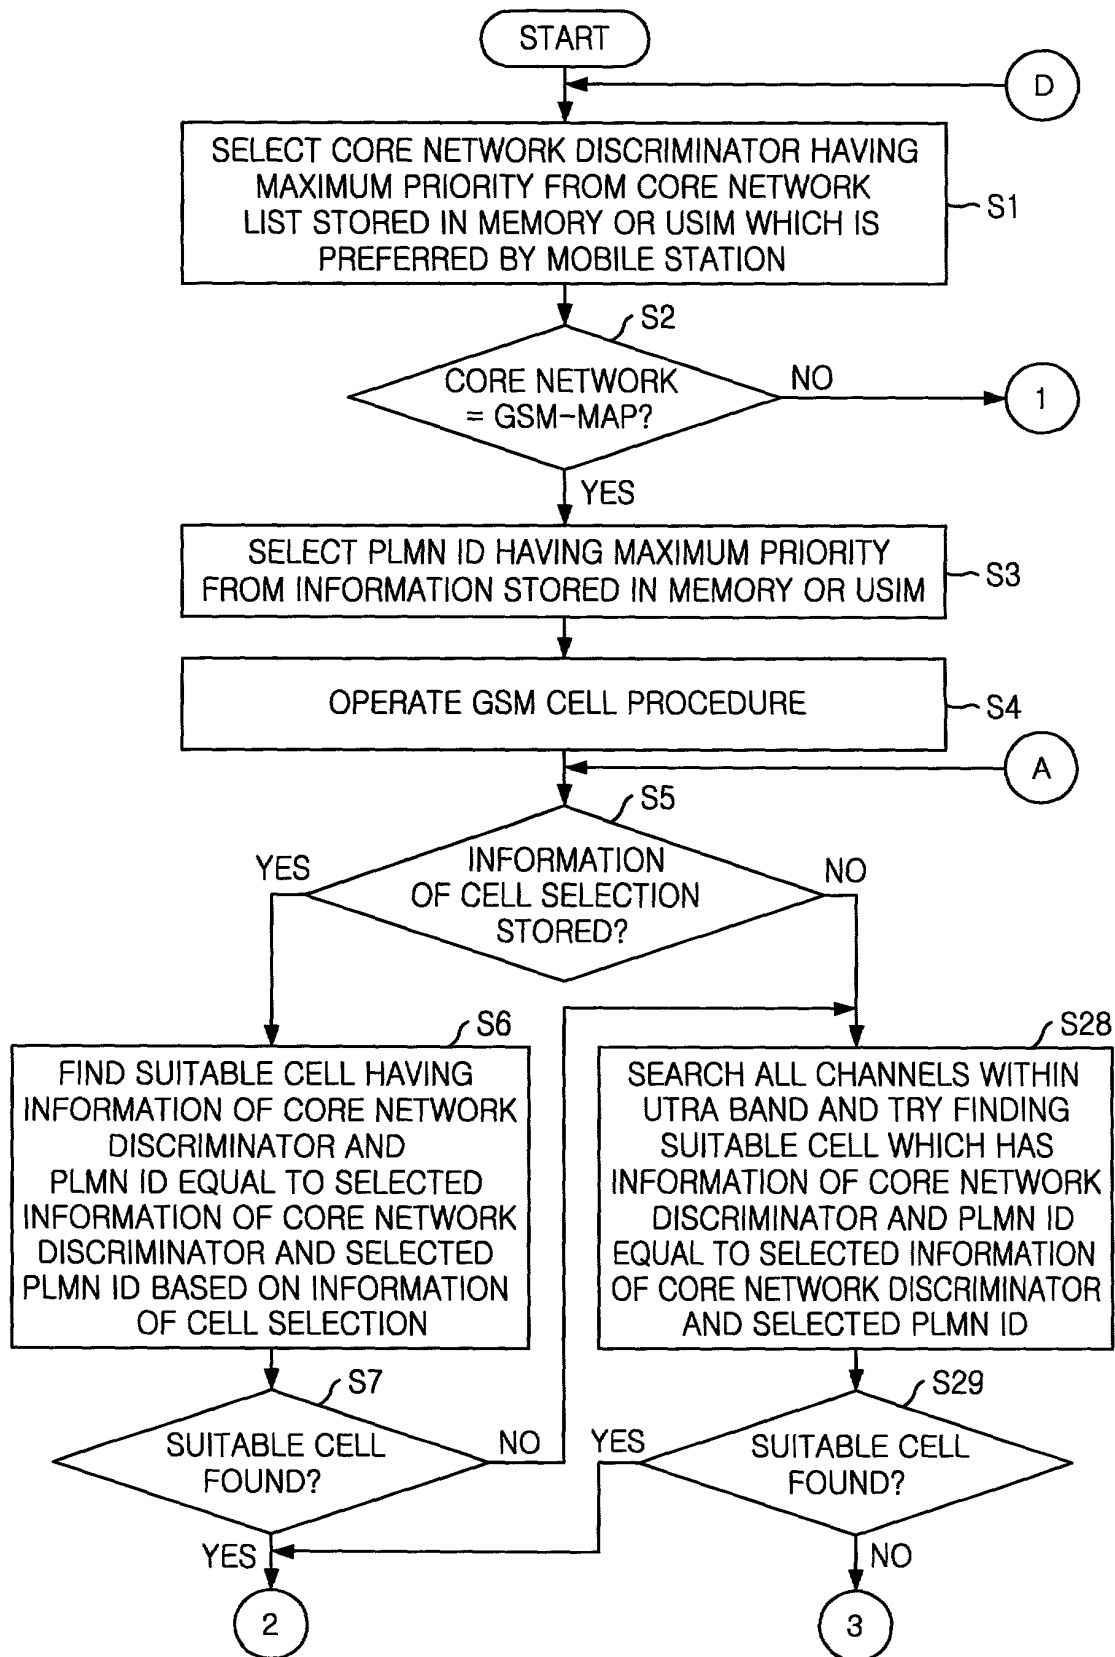 START
D
SELECT CORE NETWORK DISCRIMINATOR HAVING
MAXIMUM PRIORITY FROM CORE NETWORK
LIST STORED IN MEMORY OR USIM WHICH IS
PREFERRED BY MOBILE STATION
S1
S2
CORE NETWORK
= GSM-MAP?
NO
1
YES
SELECT PLMN ID HAVING MAXIMUM PRIORITY
FROM INFORMATION STORED IN MEMORY OR USIM
S3
OPERATE GSM CELL PROCEDURE
S4
A
S5
INFORMATION
OF CELL SELECTION
STORED?
YES
NO
S6
FIND SUITABLE CELL HAVING
INFORMATION OF CORE NETWORK
DISCRIMINATOR AND
PLMN ID EQUAL TO SELECTED
INFORMATION OF CORE NETWORK
DISCRIMINATOR AND SELECTED
PLMN ID BASED ON INFORMATION
OF CELL SELECTION
S28
SEARCH ALL CHANNELS WITHIN
UTRA BAND AND TRY FINDING
SUITABLE CELL WHICH HAS
INFORMATION OF CORE NETWORK
DISCRIMINATOR AND PLMN ID
EQUAL TO SELECTED INFORMATION
OF CORE NETWORK DISCRIMINATOR
AND SELECTED PLMN ID
S7
SUITABLE CELL
FOUND?
NO
YES
S29
SUITABLE CELL
FOUND?
YES
NO
2
3